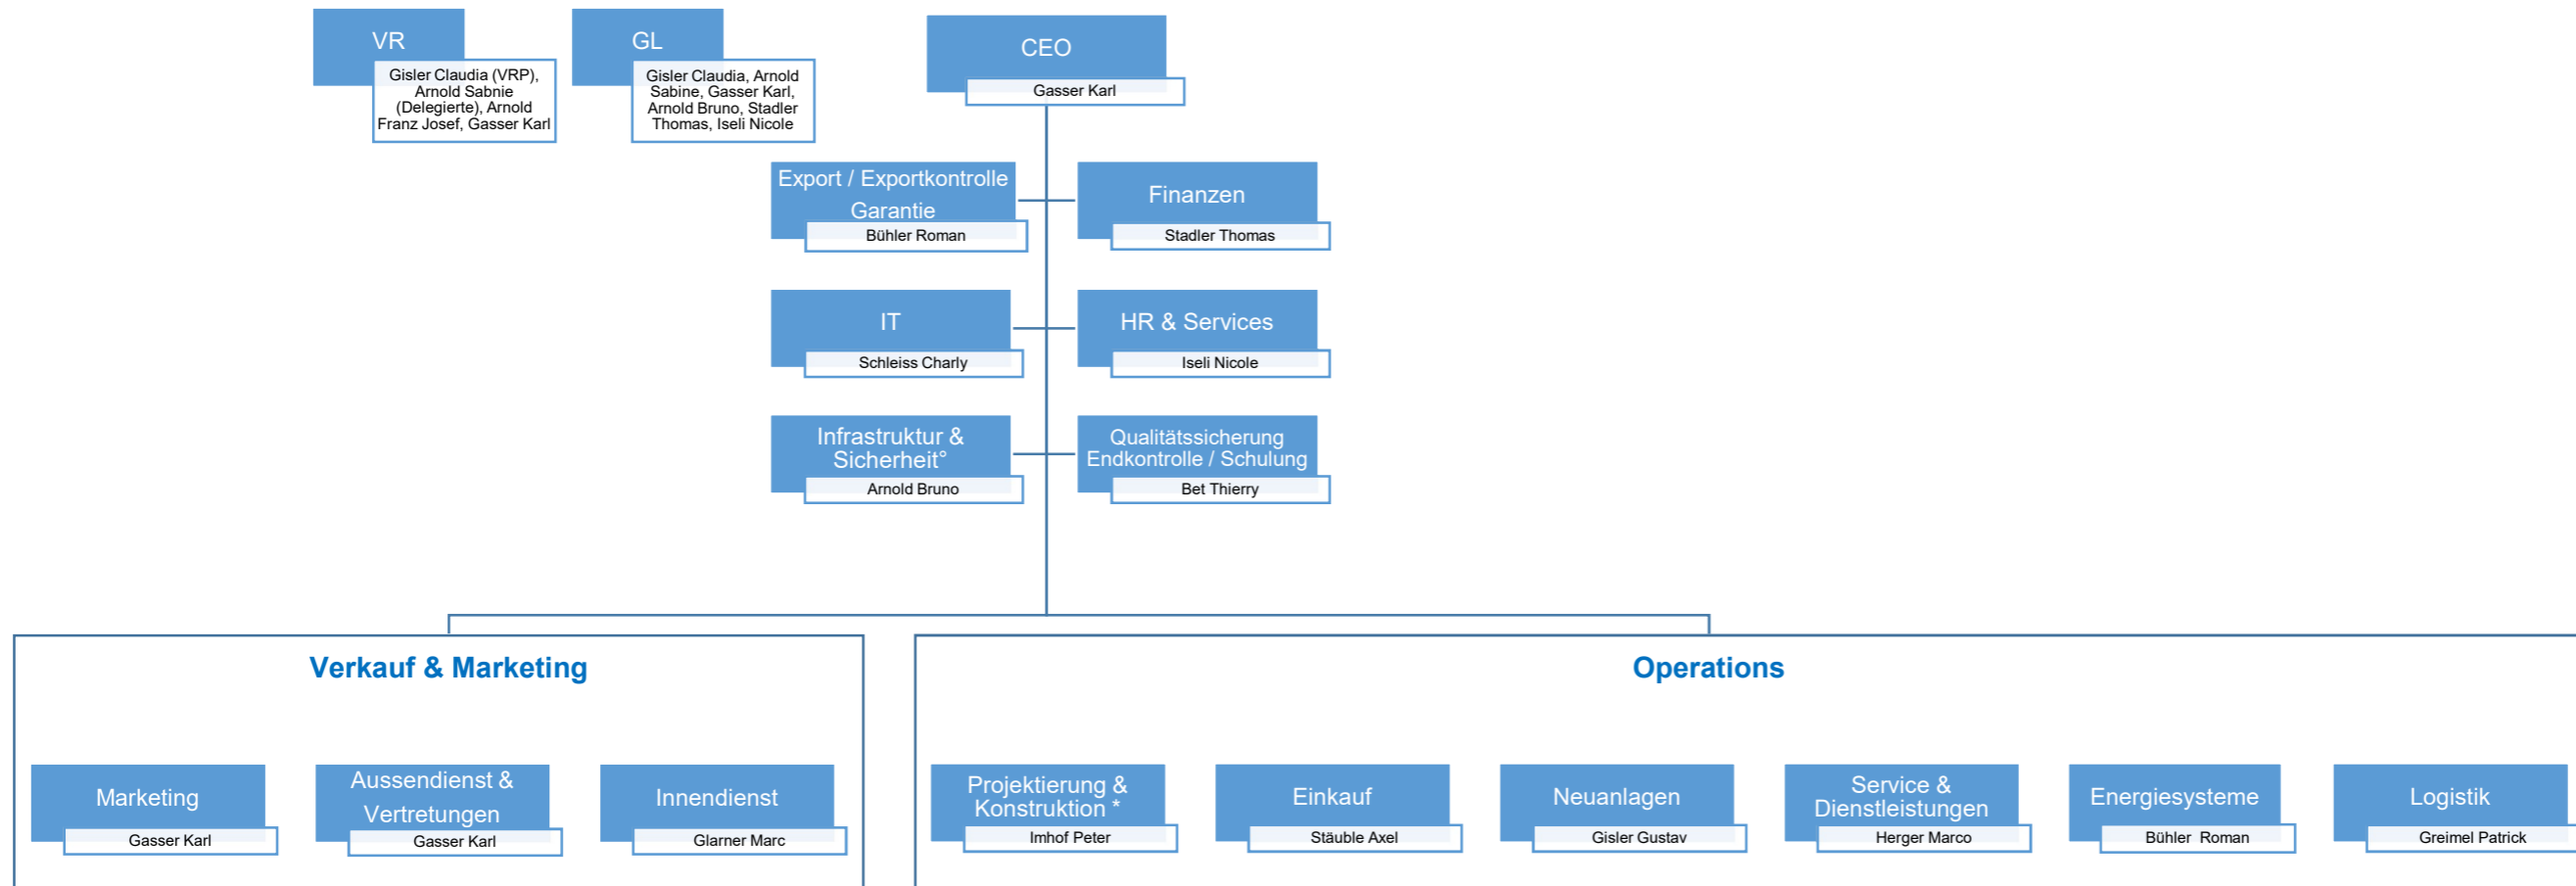 VR
Gisler Claudia (VRP),
Arnold Sabnie
(Delegierte), Arnold
Franz Josef, Gasser Karl
GL
Gisler Claudia, Arnold
Sabine, Gasser Karl,
Arnold Bruno, Stadler
Thomas, Iseli Nicole
CEO
Gasser Karl
Export / Exportkontrolle
Garantie
Bühler Roman
Finanzen
Stadler Thomas
IT
Schleiss Charly
HR & Services
Iseli Nicole
Infrastruktur &
Sicherheit°
Arnold Bruno
Qualitätssicherung
Endkontrolle / Schulung
Bet Thierry
Verkauf & Marketing
Marketing
Gasser Karl
Aussendienst &
Vertretungen
Gasser Karl
Innendienst
Glarner Marc
Operations
Projektierung &
Konstruktion *
Imhof Peter
Einkauf
Stäuble Axel
Neuanlagen
Gisler Gustav
Service &
Dienstleistungen
Herger Marco
Energiesysteme
Bühler  Roman
Logistik
Greimel Patrick